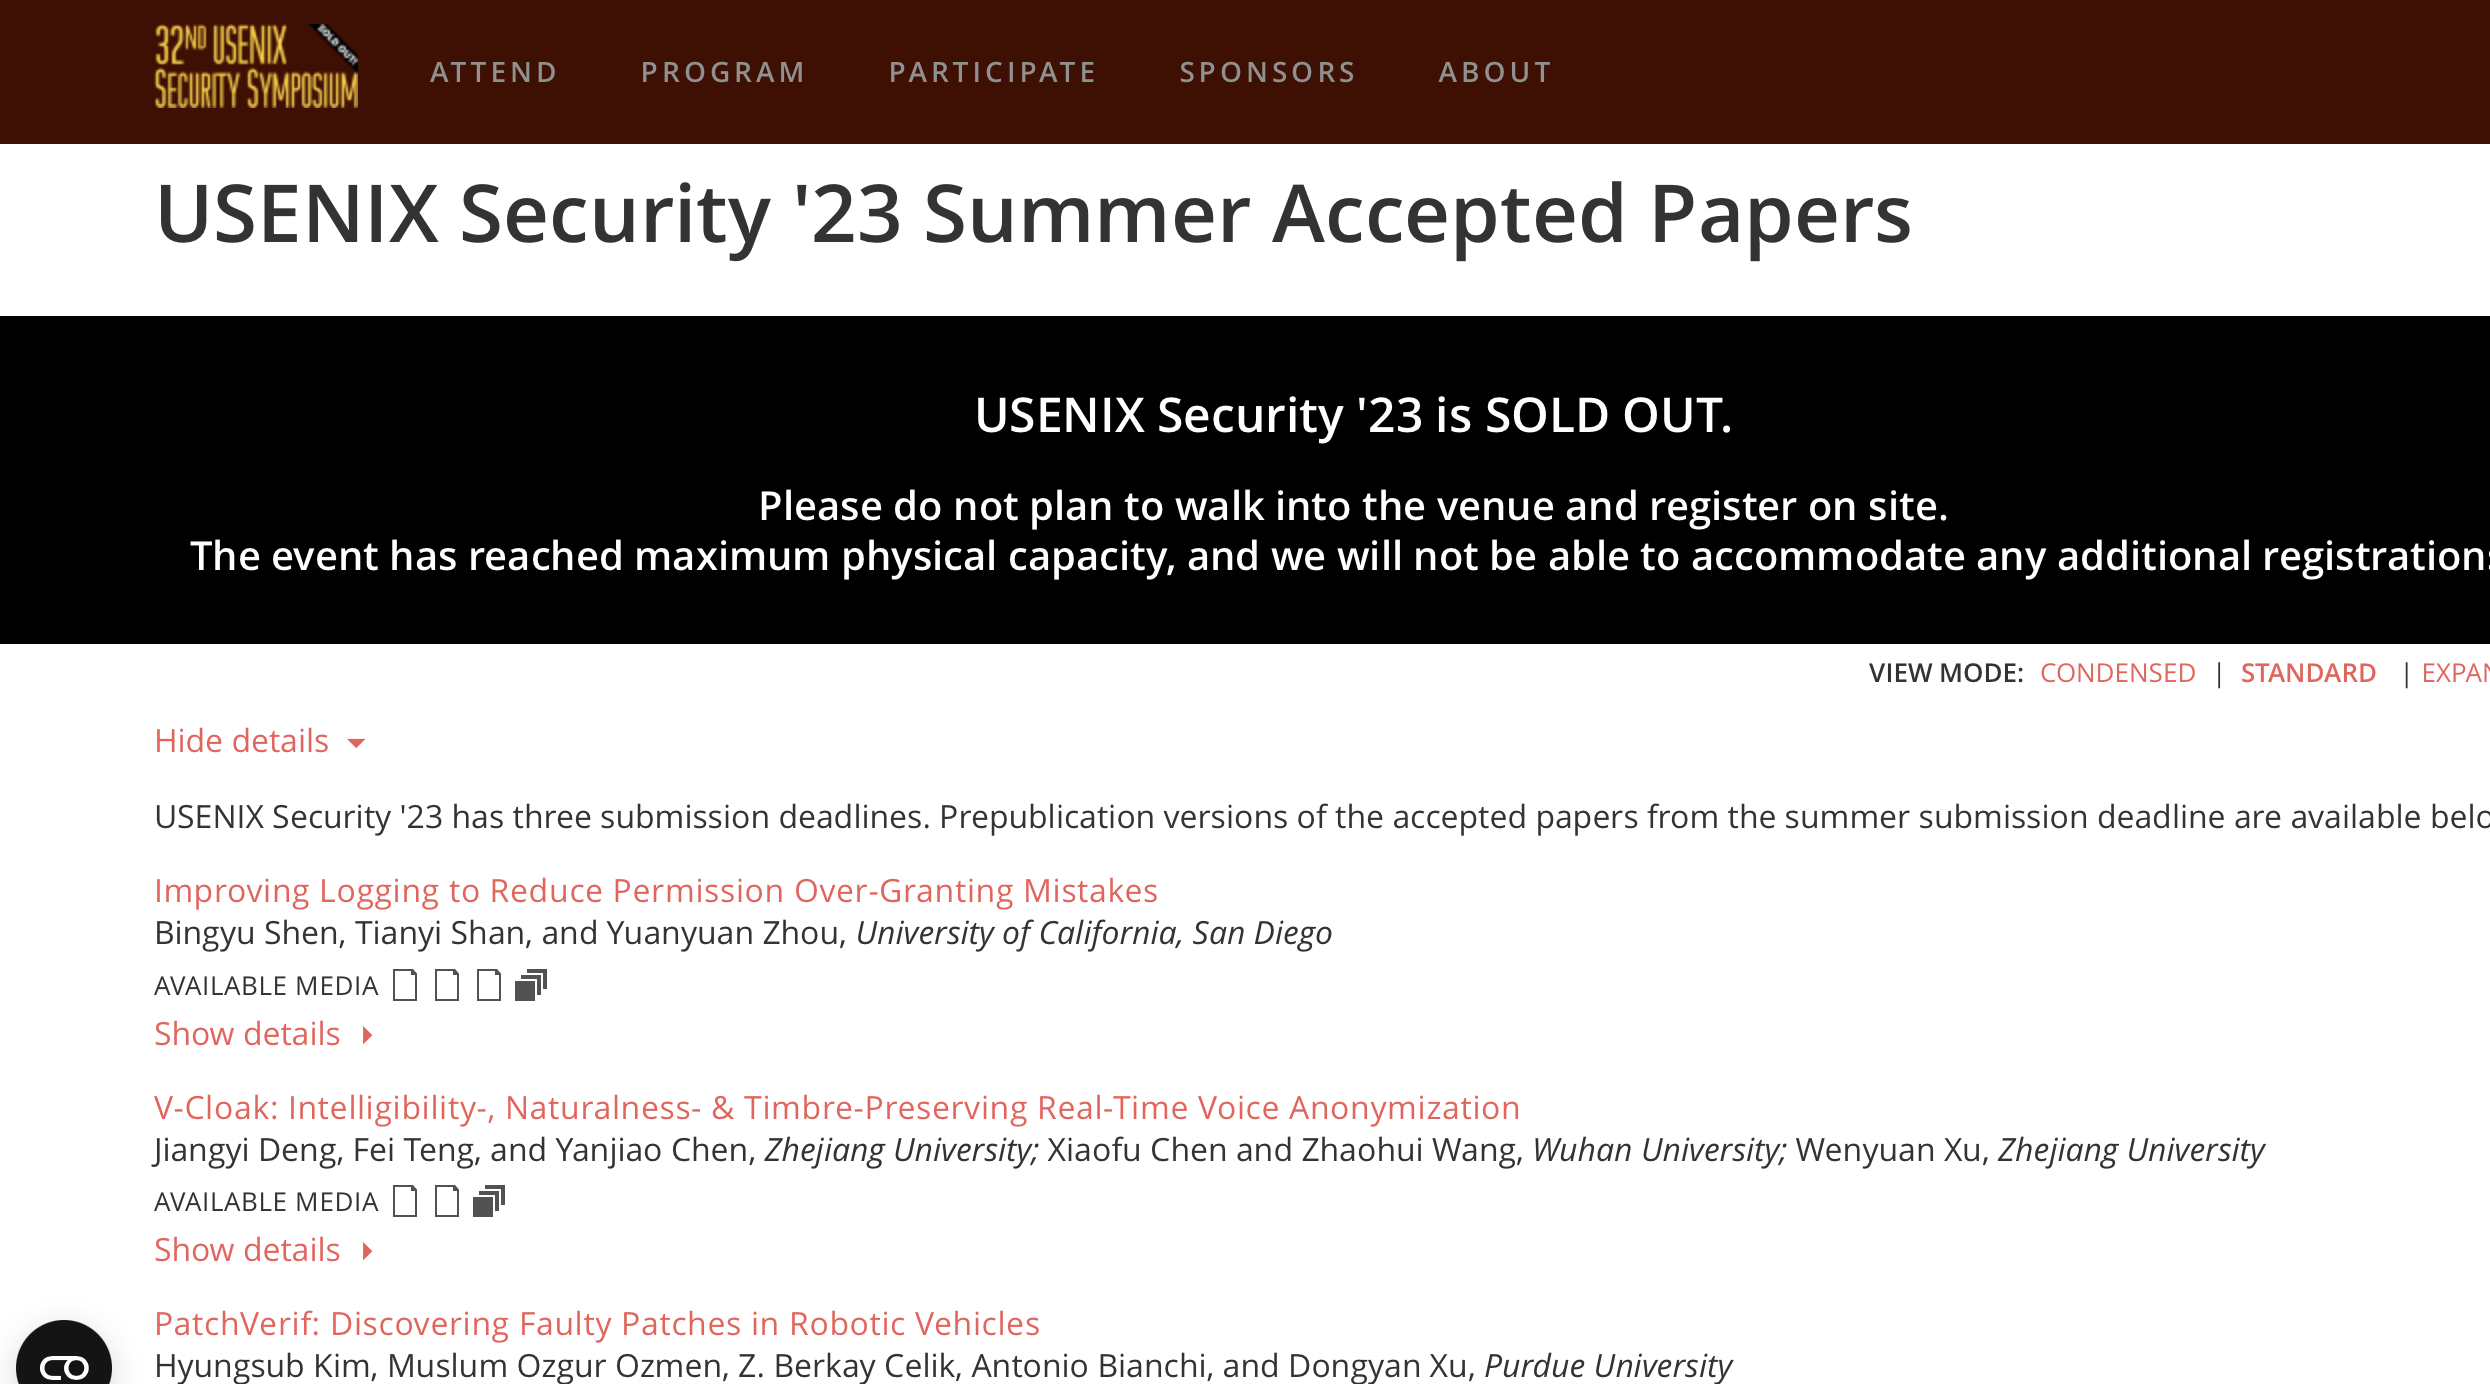 32ND USENIX
SECURITY SYMPOSIUM
SOLD OUT!
ATTEND
PROGRAM
PARTICIPATE
SPONSORS
ABOUT
USENIX Security '23 Summer Accepted Papers
USENIX Security '23 is SOLD OUT.
Please do not plan to walk into the venue and register on site.
The event has reached maximum physical capacity, and we will not be able to accommodate any additional registrations
VIEW MODE: CONDENSED | STANDARD | EXPAN
Hide details
USENIX Security '23 has three submission deadlines. Prepublication versions of the accepted papers from the summer submission deadline are available belo
Improving Logging to Reduce Permission Over-Granting Mistakes
Bingyu Shen, Tianyi Shan, and Yuanyuan Zhou, University of California, San Diego
AVAILABLE MEDIA
Show details
V-Cloak: Intelligibility-, Naturalness- & Timbre-Preserving Real-Time Voice Anonymization
Jiangyi Deng, Fei Teng, and Yanjiao Chen, Zhejiang University; Xiaofu Chen and Zhaohui Wang, Wuhan University; Wenyuan Xu, Zhejiang University
AVAILABLE MEDIA
Show details
PatchVerif: Discovering Faulty Patches in Robotic Vehicles
Hyungsub Kim, Muslum Ozgur Ozmen, Z. Berkay Celik, Antonio Bianchi, and Dongyan Xu, Purdue University